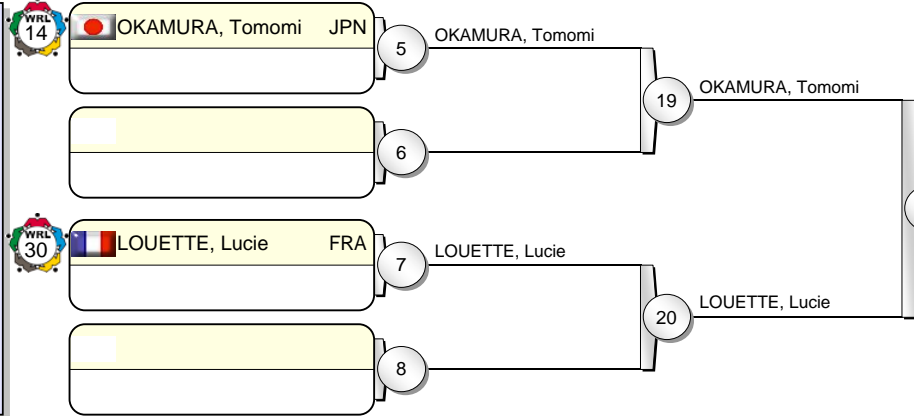 WRL
14
OKAMURA, Tomomi JPN
5
OKAMURA, Tomomi
19
OKAMURA, Tomomi
6
WRL
30
LOUETTE, Lucie FRA
7
LOUETTE, Lucie
20
LOUETTE, Lucie
8